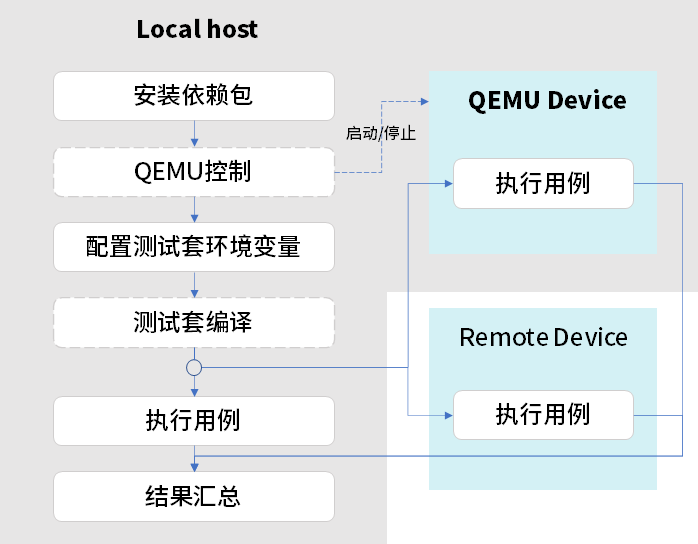 Local host
安装依赖包
QEMU控制
配置测试套环境变量
测试套编译
执行用例
结果汇总
启动/停止
QEMU Device
执行用例
Remote Device
执行用例